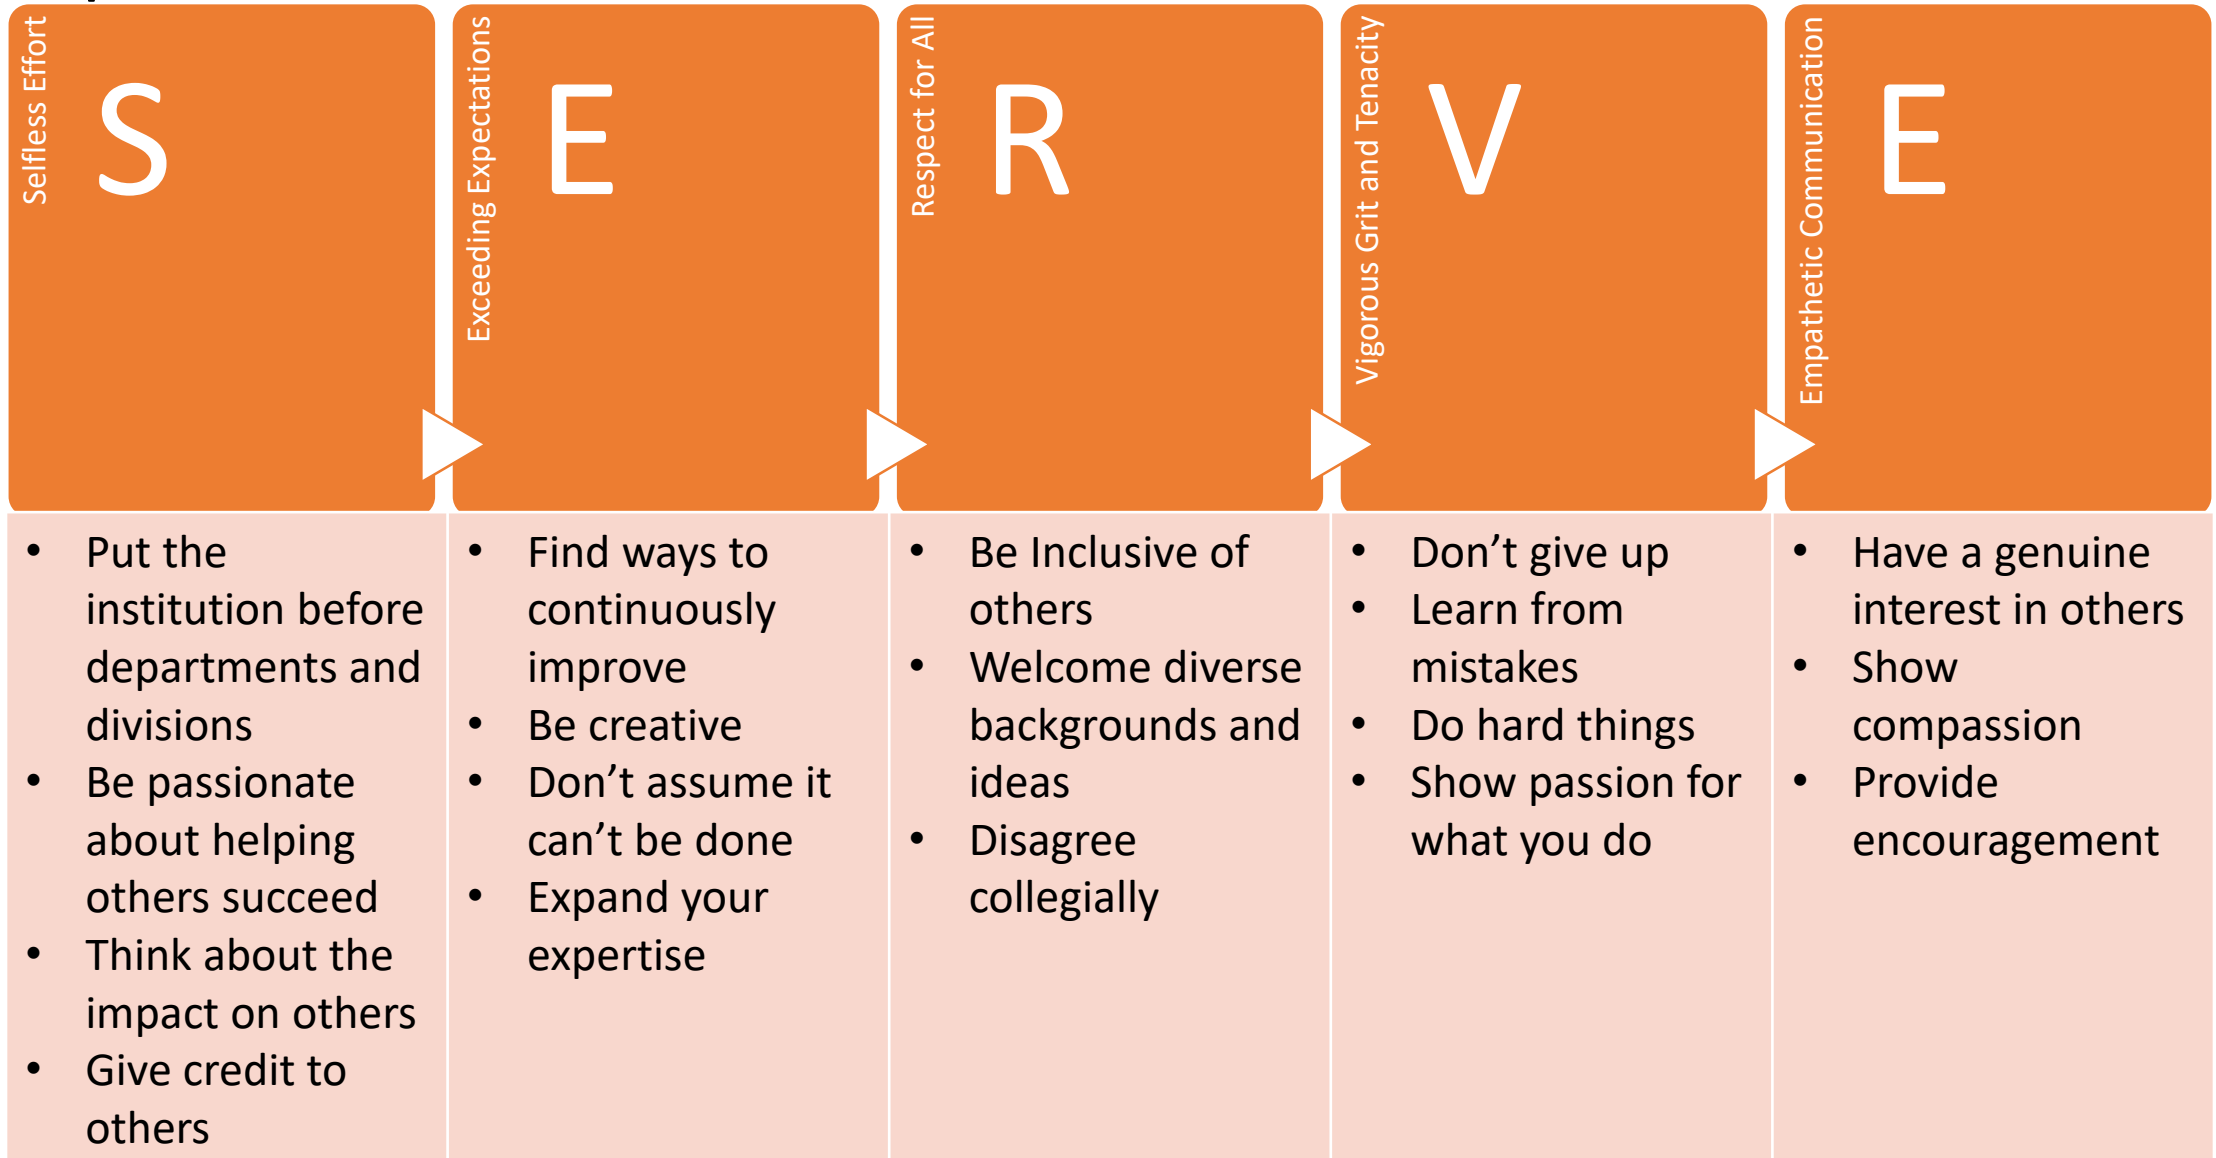 Selfless Effort
S
Exceeding Expectations
E
Respect for All
R
Vigorous Grit and Tenacity
V
Empathetic Communication
E
• Put the
institution before
departments and
divisions
• Be passionate
about helping
others succeed
• Think about the
impact on others
• Give credit to
others
• Find ways to
continuously
improve
• Be creative
• Don’t assume it
can’t be done
• Expand your
expertise
• Be Inclusive of
others
• Welcome diverse
backgrounds and
ideas
• Disagree
collegially
• Don’t give up
• Learn from
mistakes
• Do hard things
• Show passion for
what you do
• Have a genuine
interest in others
• Show
compassion
• Provide
encouragement